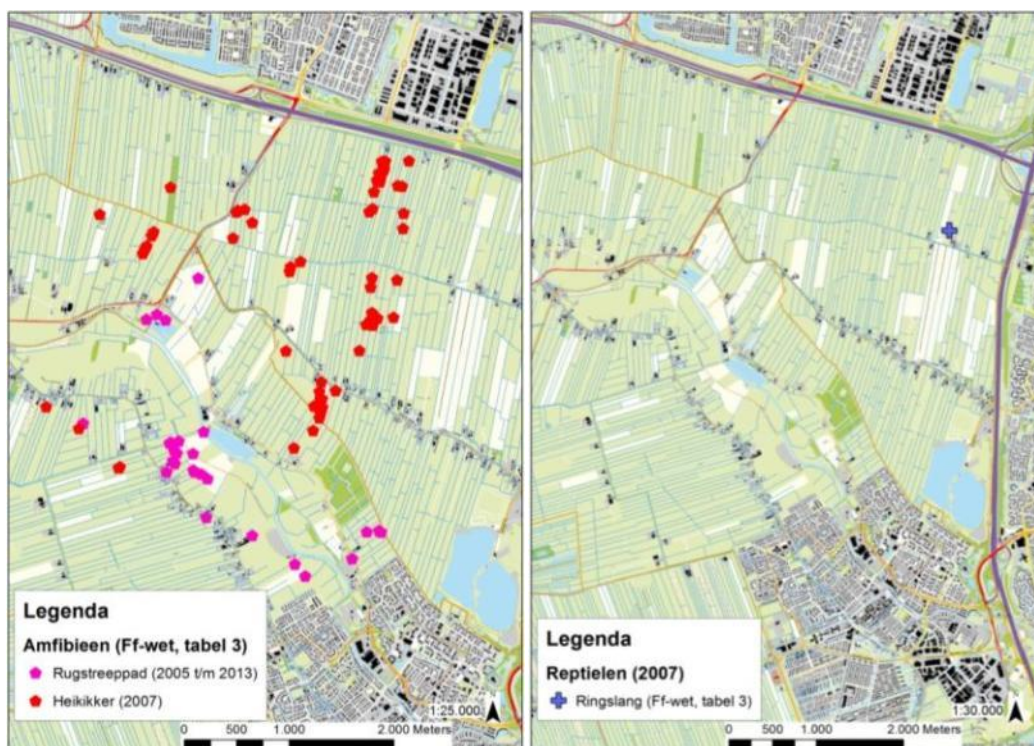 Legenda
Amfibieen (Ff-wet, tabel 3)
Rugstreeppad (2005 t/m 2013)
Heikikker (2007)
1:25.000
0 500 1.000 2.000 Meters
Legenda
Reptielen (2007)
Ringslang (Ff-wet, tabel 3)
1:30.000
0 500 1.000 2.000 Meters